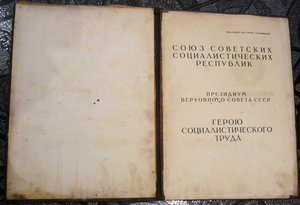 СОЮЗ СОВЕТСКИХ
СОЦИАЛИСТИЧЕСКИХ
РЕСПУБЛИК
ПРЕЗИДИУМ
ВЕРХОВНОГО СОВЕТА СССР
ГЕРОЮ
СОЦИАЛИСТИЧЕСКОГО
ТРУДА